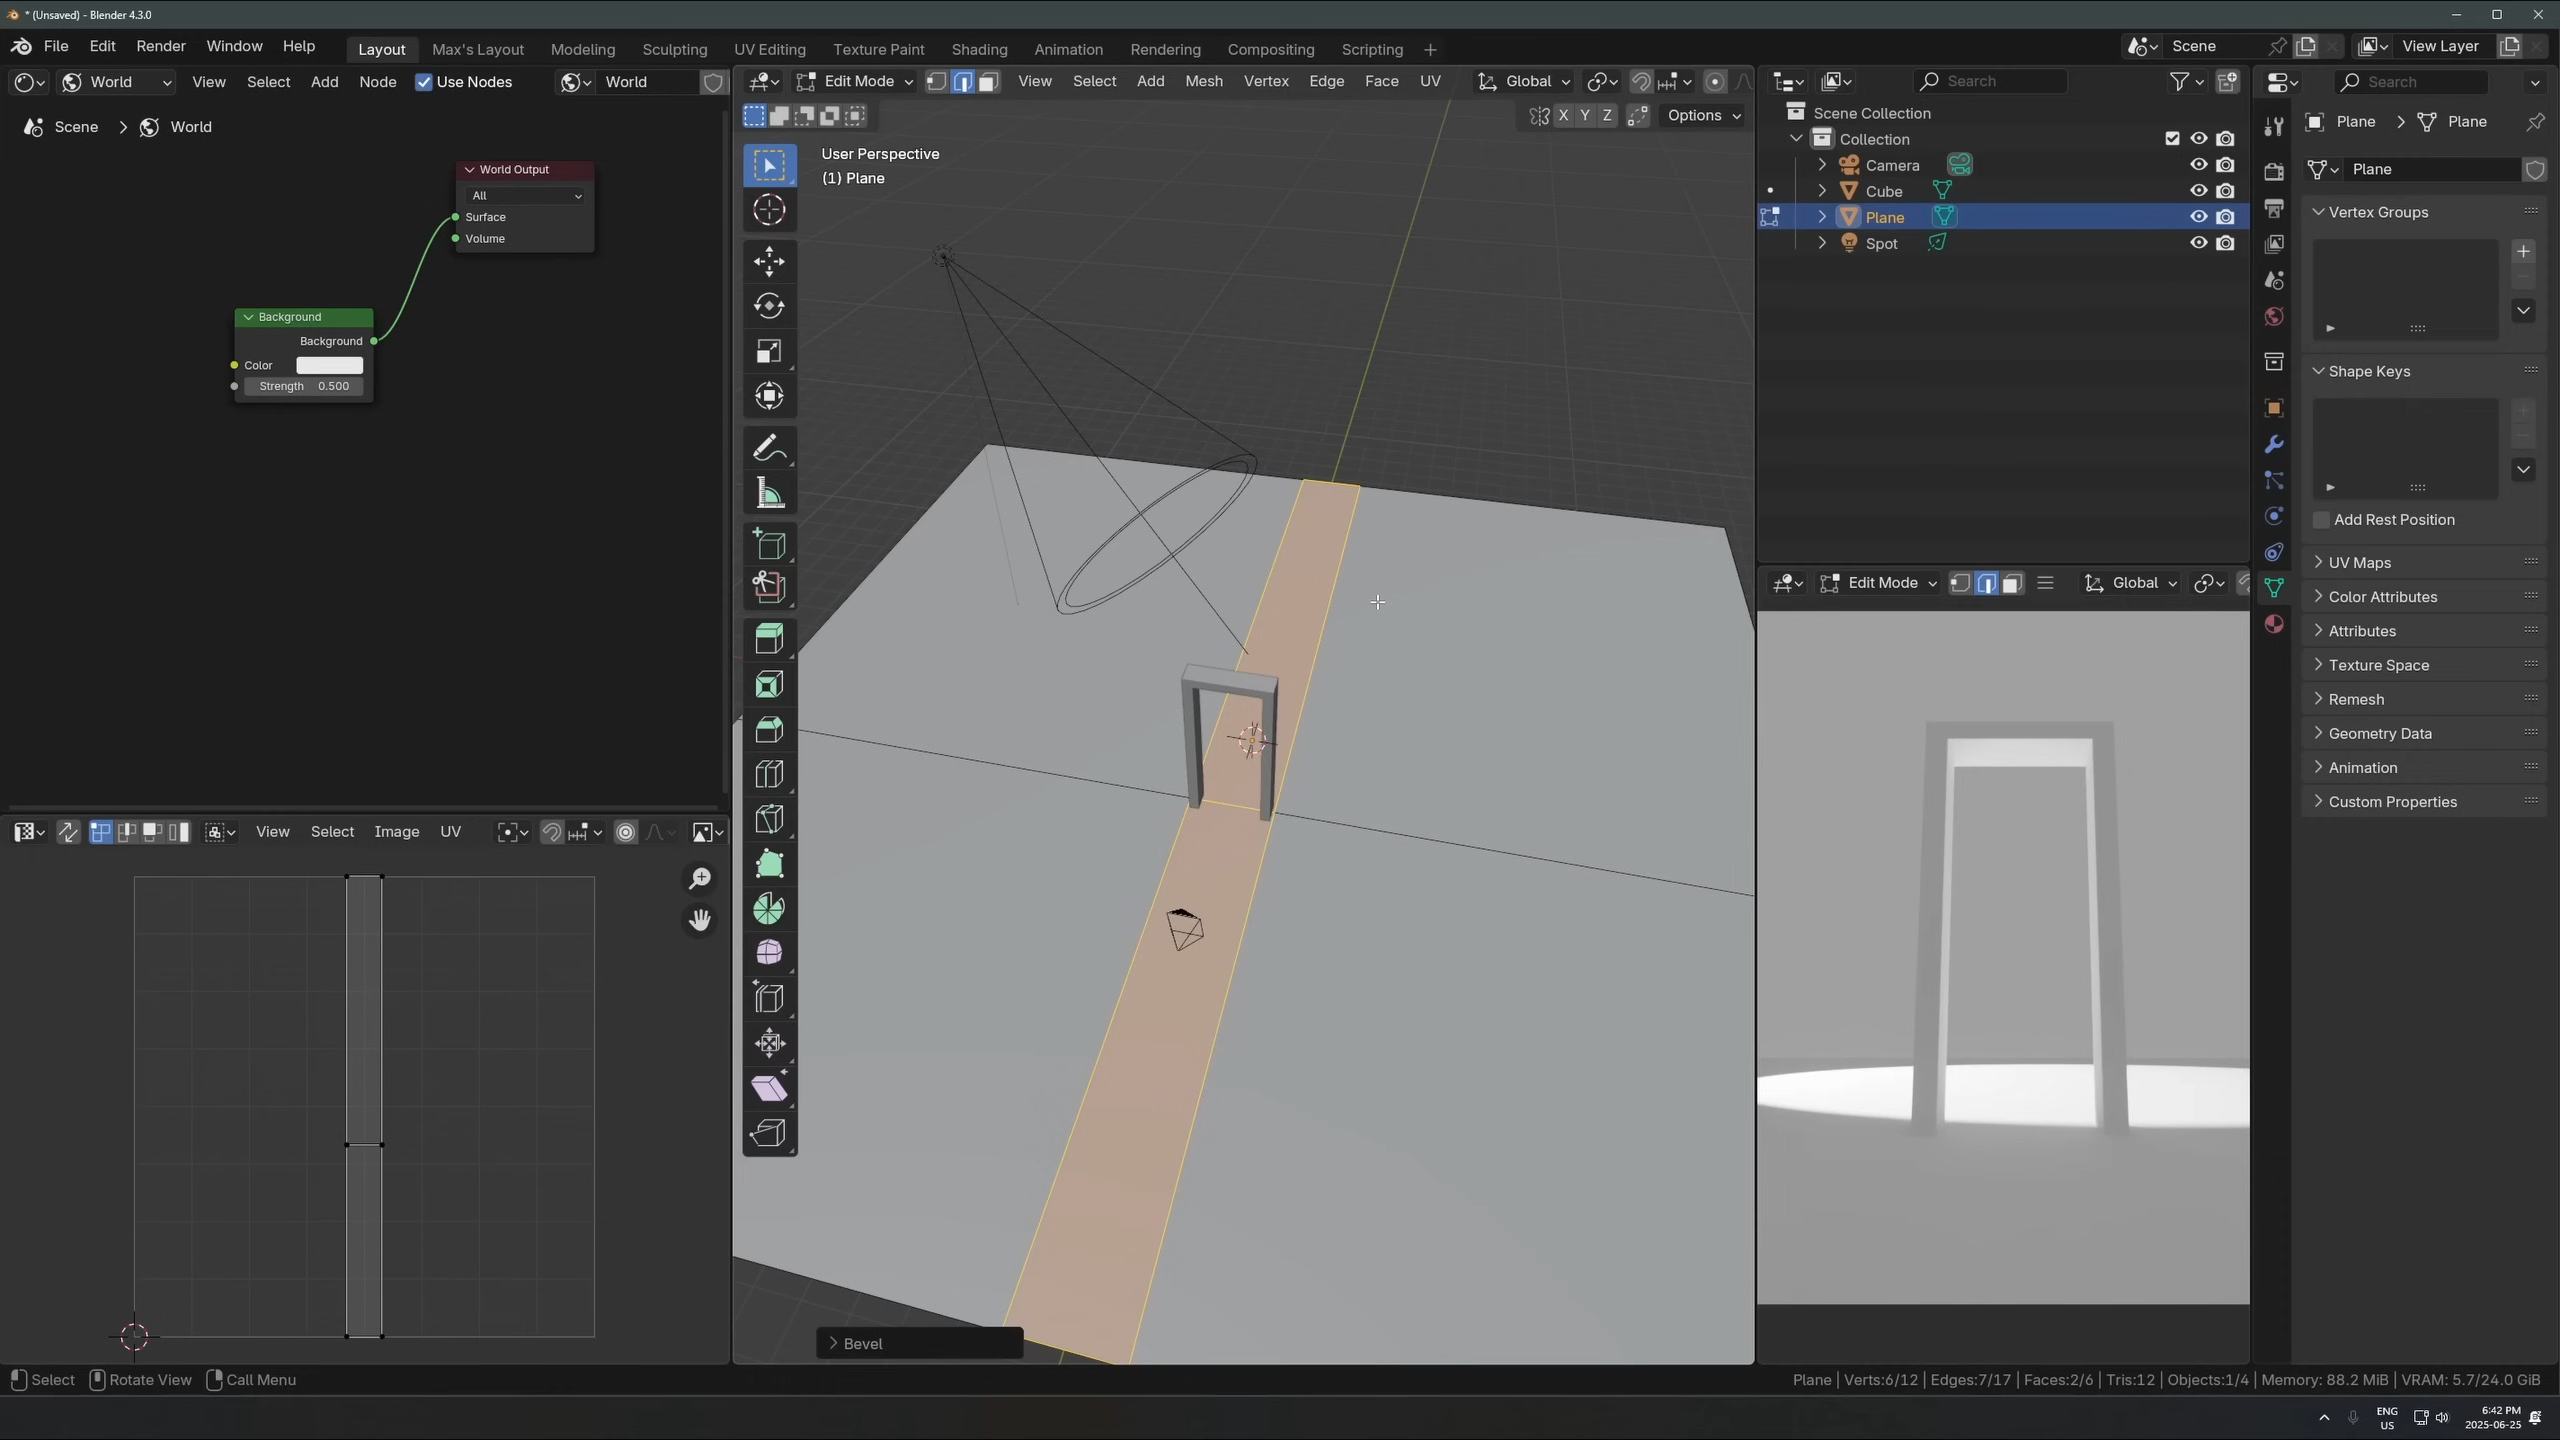 * (Unsaved) - Blender 4.3.0
File Edit Render Window Help Layout Max's Layout Modeling Sculpting UV Editing Texture Paint Shading Animation Rendering Compositing Scripting + Scene View Layer
World View Select Add Node Use Nodes World
Scene > World
World Output
All
Surface
Volume
Background
Background
Color
Strength 0.500
View Select Image UV
Edit Mode View Select Add Mesh Vertex Edge Face UV Global
X Y Z Options
User Perspective
(1) Plane
Bevel
Search
Scene Collection
Collection
Camera
Cube
Plane
Spot
Edit Mode Global
Search
Plane > Plane
Plane
Vertex Groups
Shape Keys
Add Rest Position
UV Maps
Color Attributes
Attributes
Texture Space
Remesh
Geometry Data
Animation
Custom Properties
Select Rotate View Call Menu
Plane | Verts:6/12 | Edges:7/17 | Faces:2/6 | Tris:12 | Objects:1/4 | Memory: 88.2 MiB | VRAM: 5.7/24.0 GiB
ENG
US
6:42 PM
2025-06-25